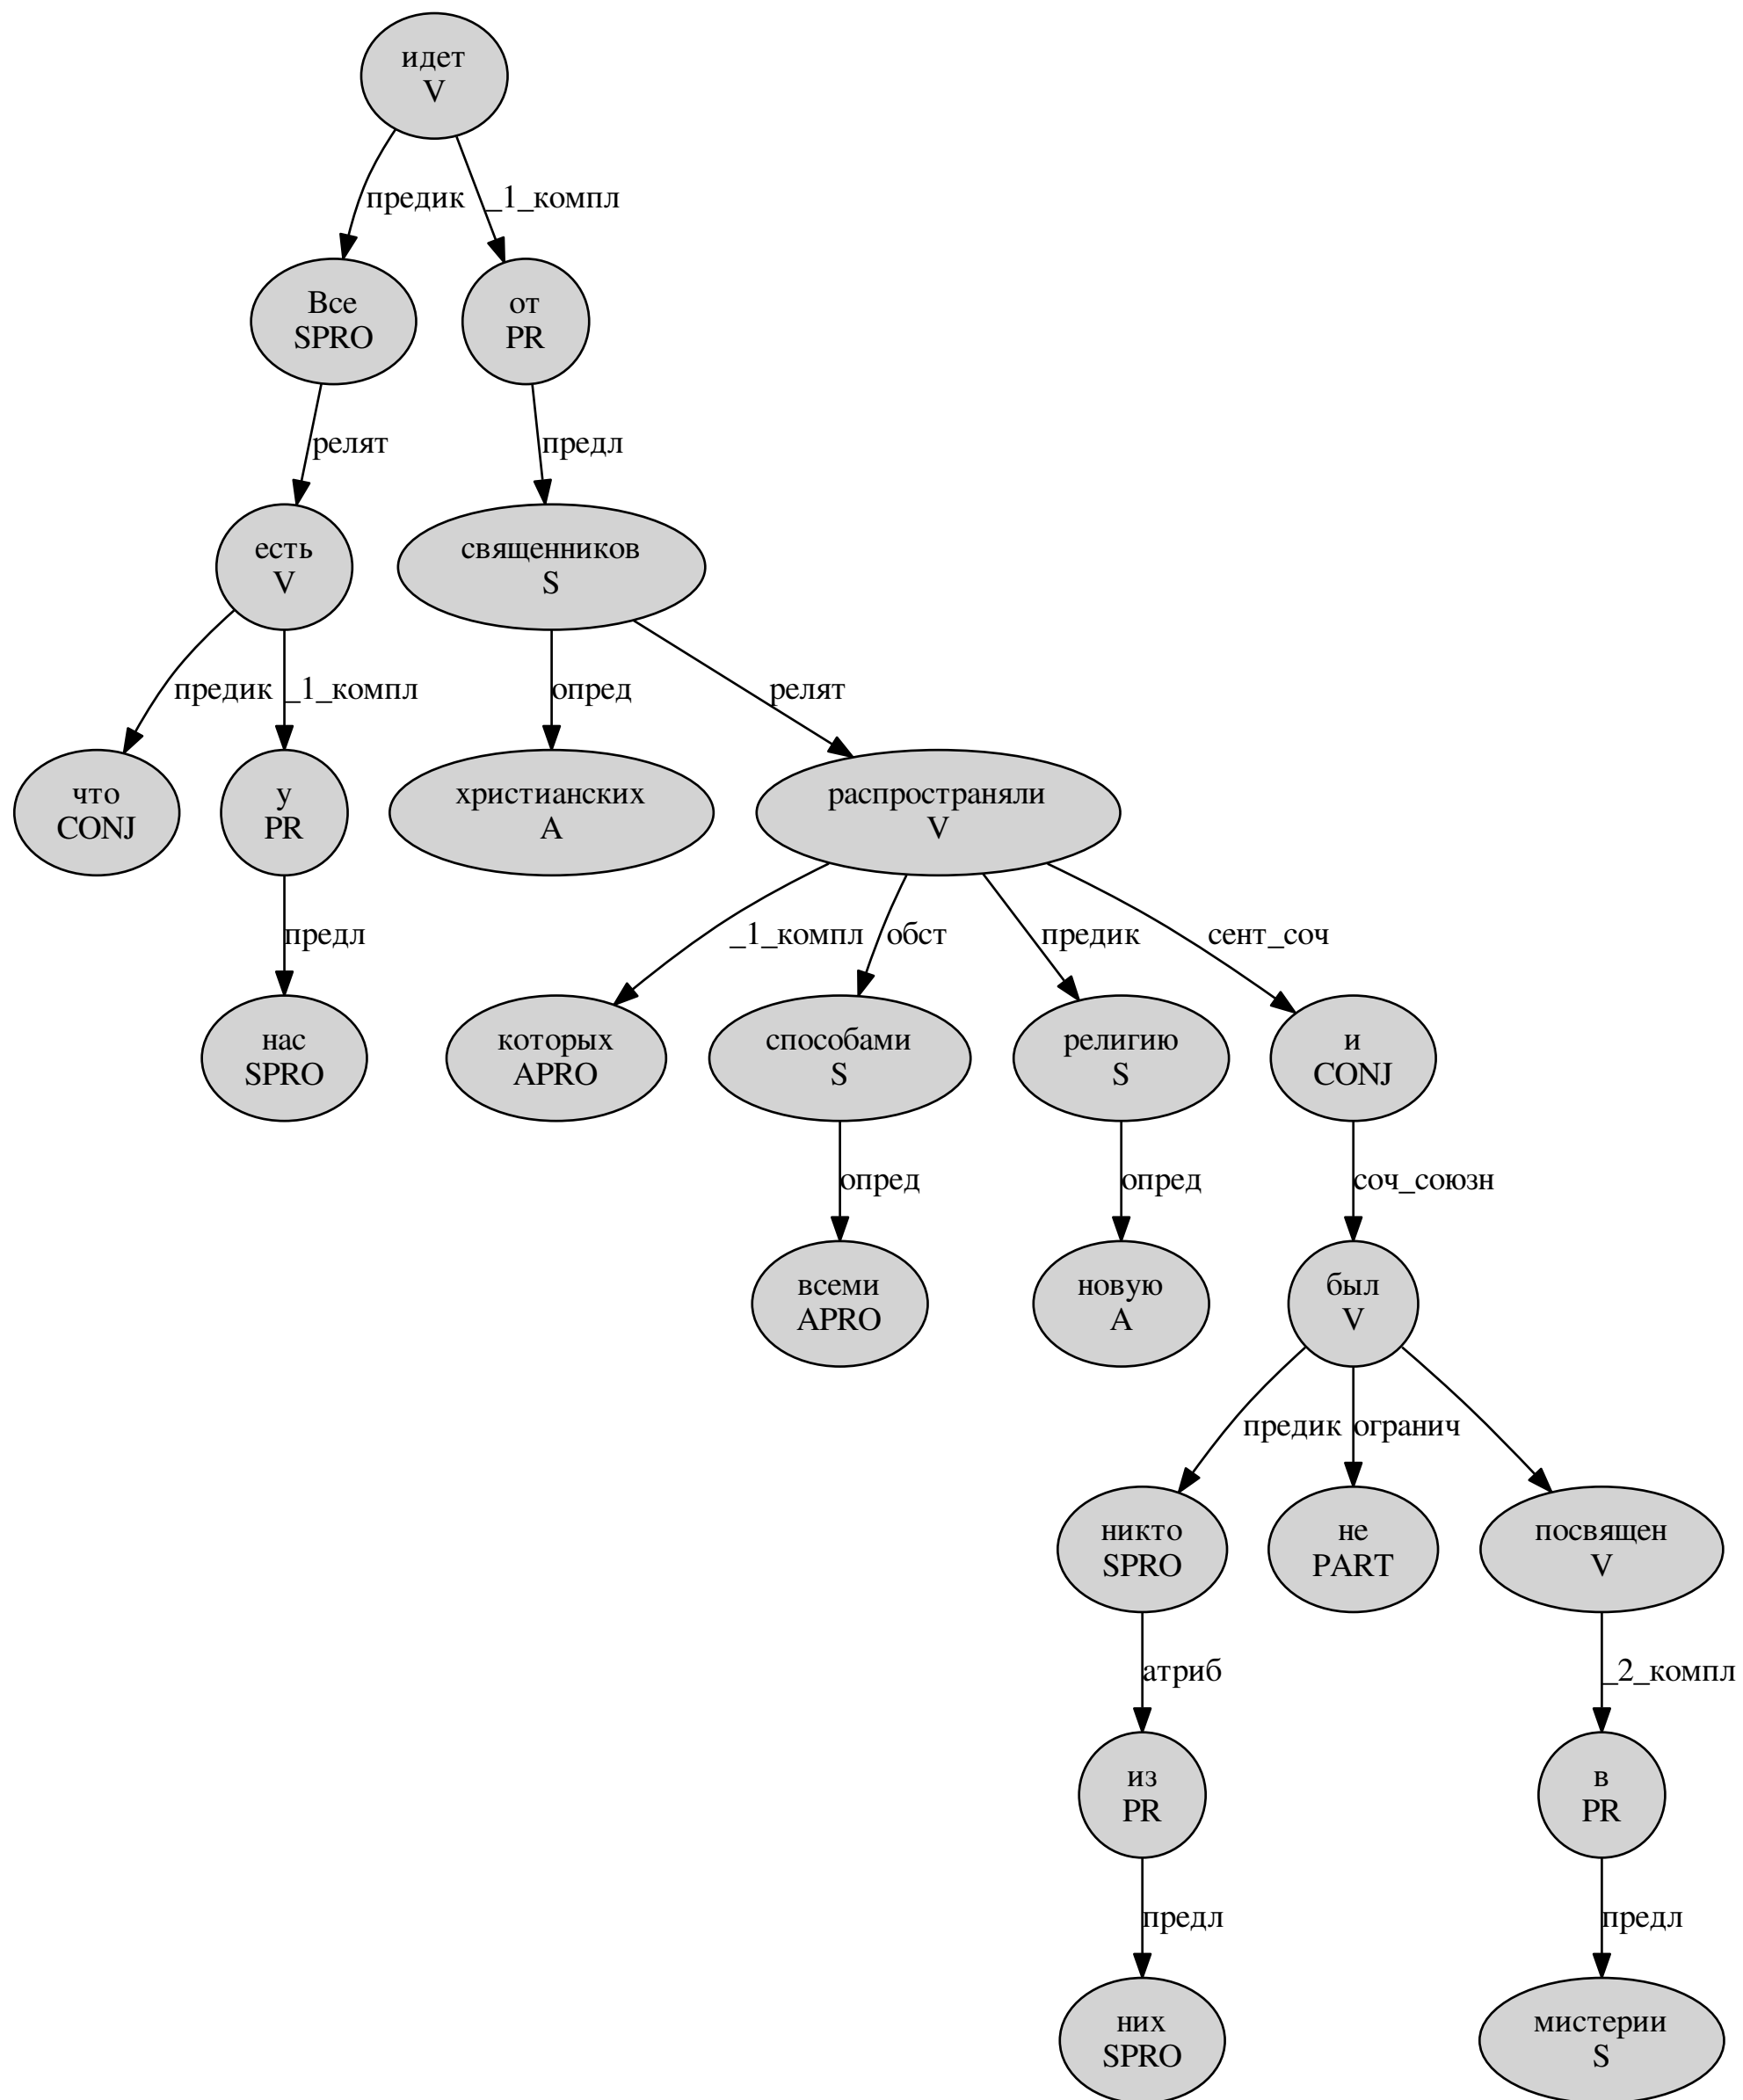 идет
V
предик
_1_компл
Все
SPRO
от
PR
релят
предл
есть
V
священников
S
предик
_1_компл
опред
релят
что
CONJ
у
PR
христианских
A
распространяли
V
предл
_1_компл
обст
предик
сент_соч
нас
SPRO
которых
APRO
способами
S
религию
S
и
CONJ
опред
опред
соч_союзн
всеми
APRO
новую
A
был
V
предик
огранич
никто
SPRO
не
PART
посвящен
V
атриб
_2_компл
из
PR
в
PR
предл
предл
них
SPRO
мистерии
S